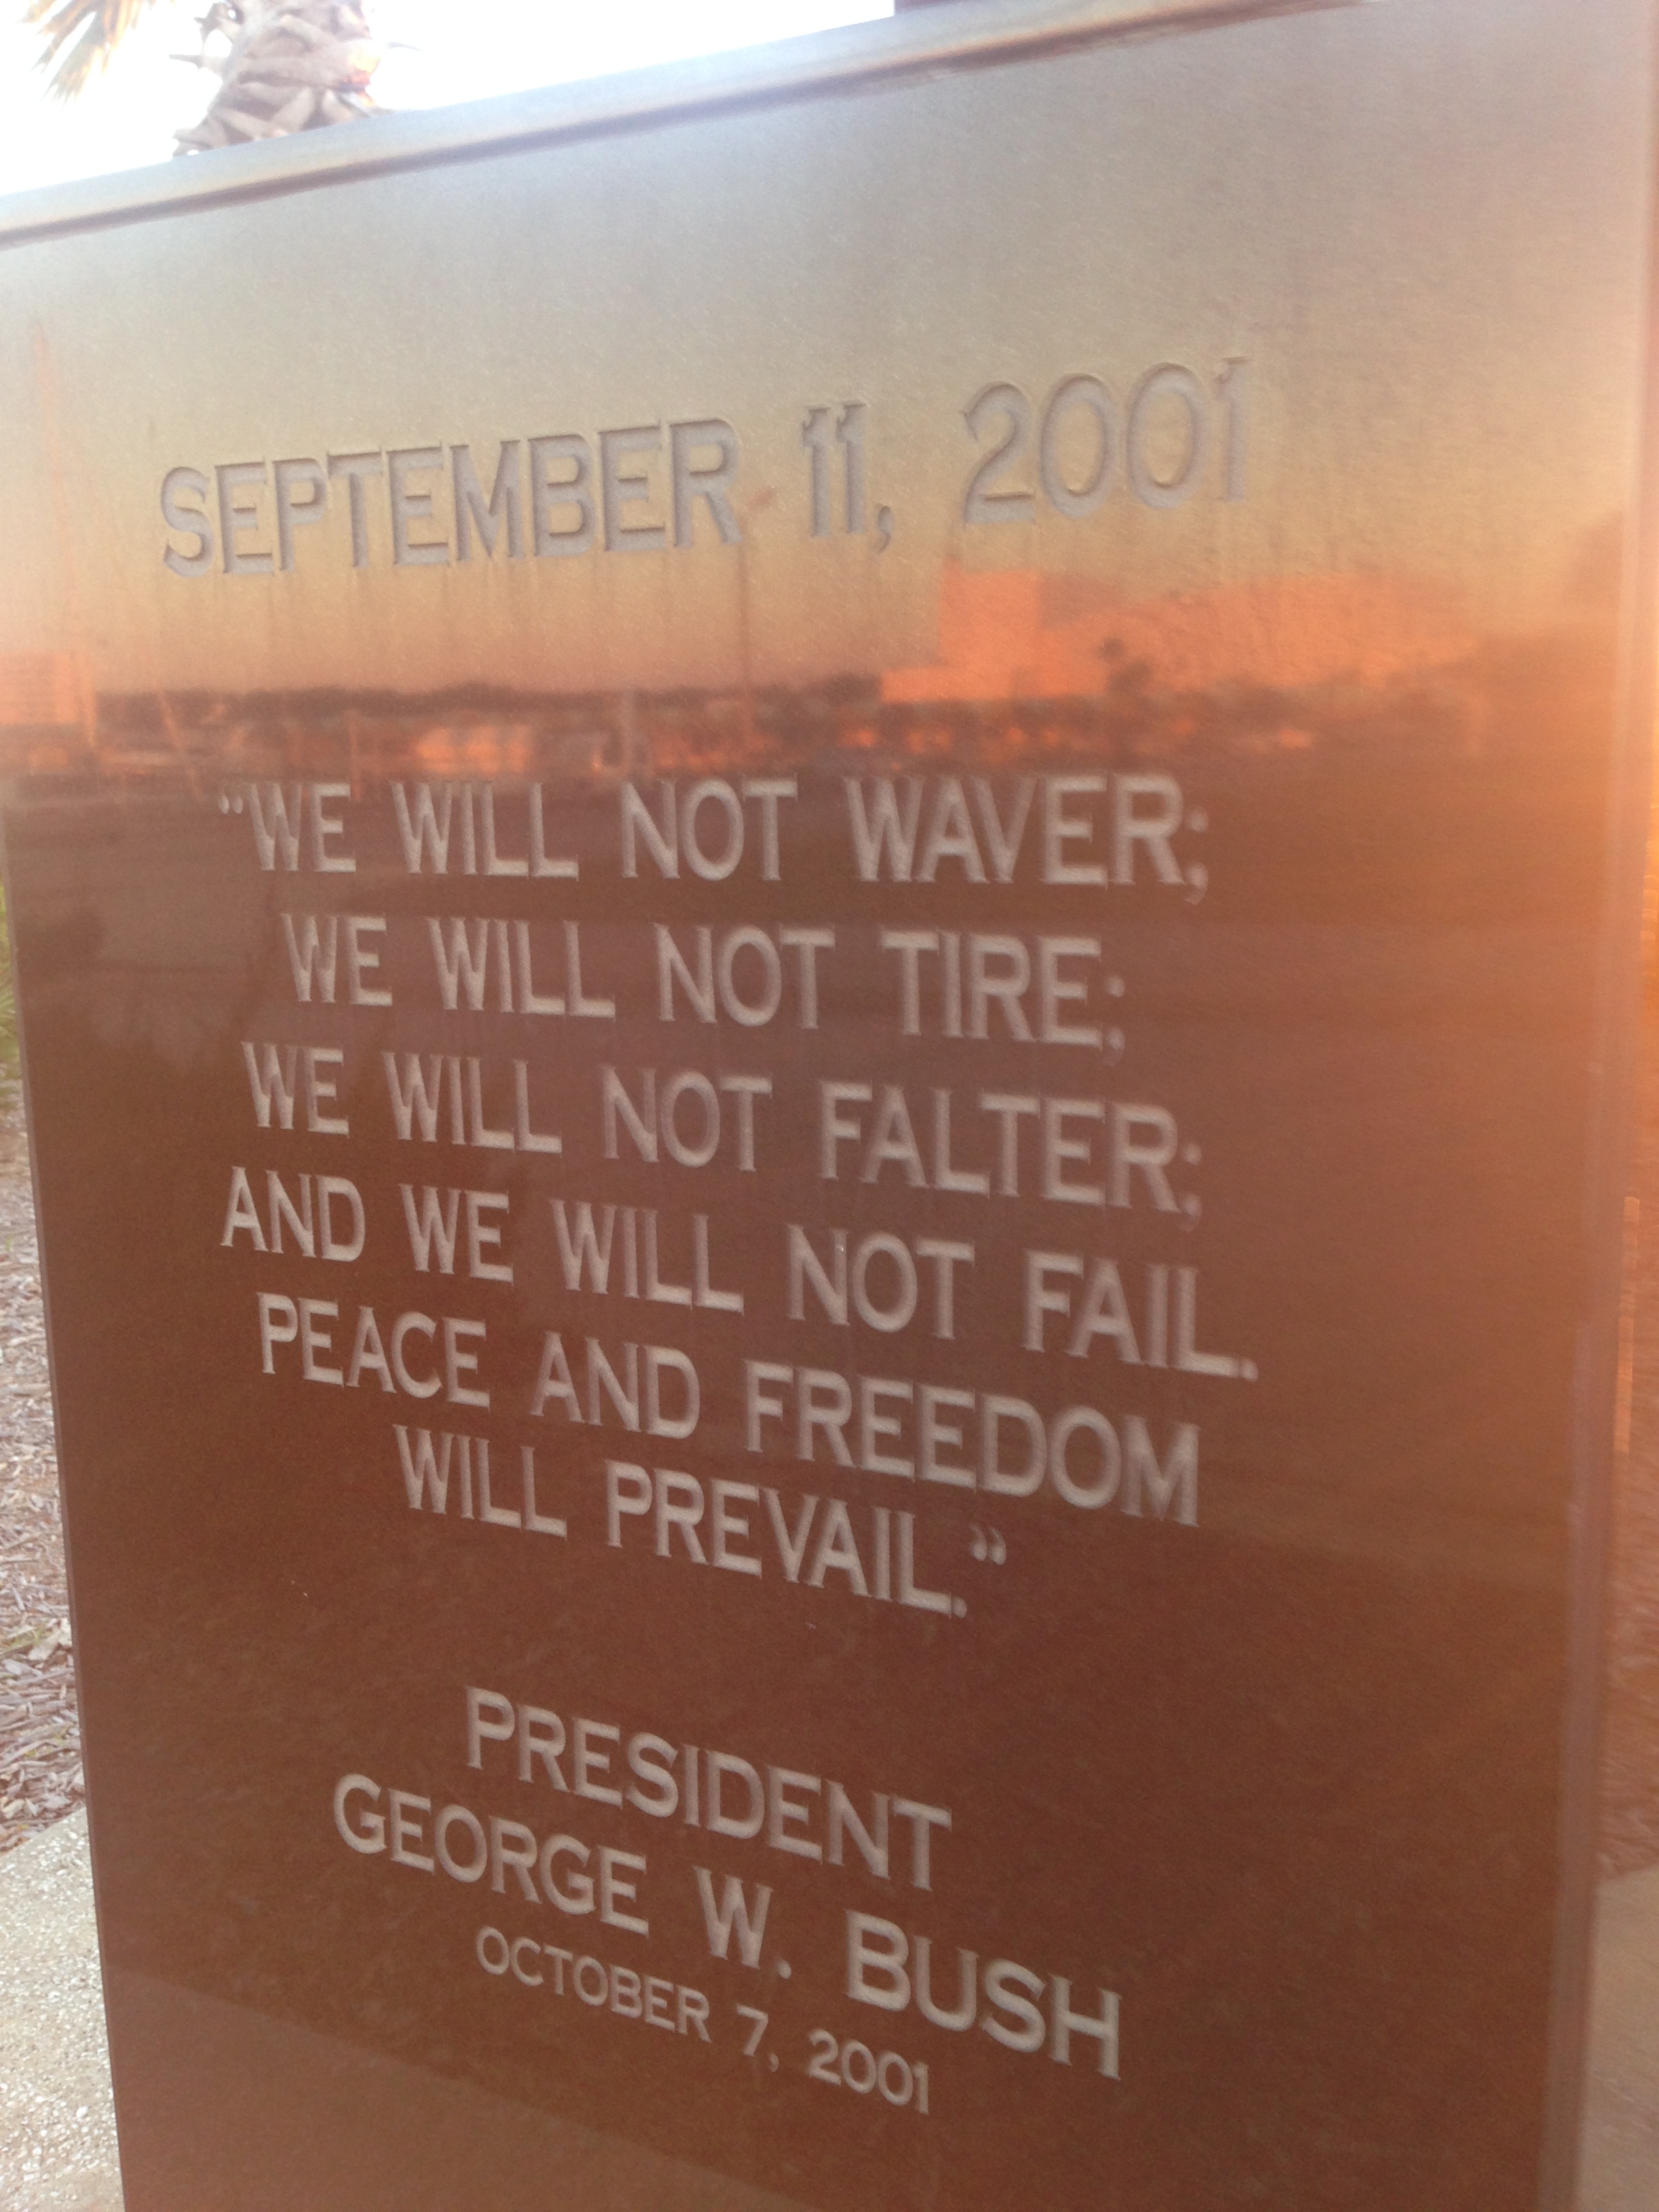 SEPTEMBER 11, 2001
“WE WILL NOT WAVER;
WE WILL NOT TIRE;
WE WILL NOT FALTER;
AND WE WILL NOT FAIL.
PEACE AND FREEDOM
WILL PREVAIL.”
PRESIDENT
GEORGE W. BUSH
OCTOBER 7, 2001